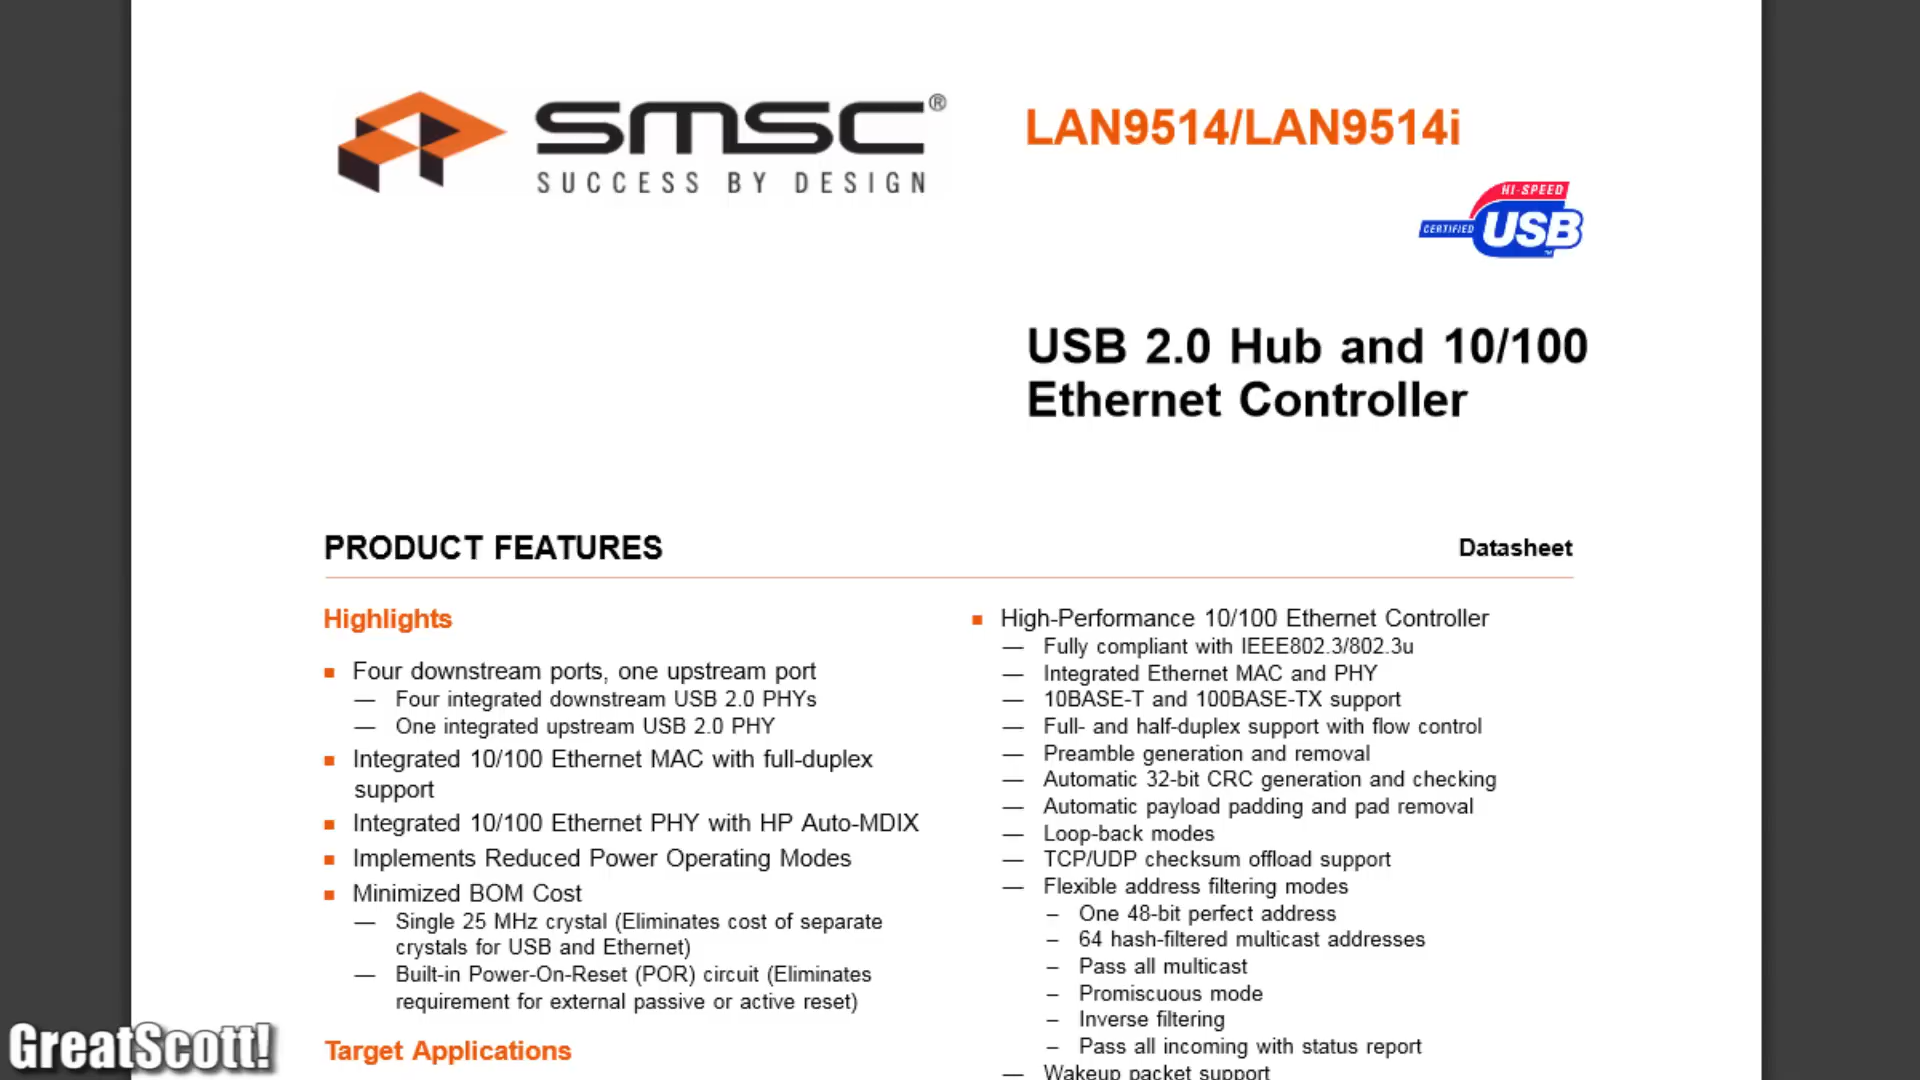 SMSC®
SUCCESS BY DESIGN
LAN9514/LAN9514i
HI-SPEED
CERTIFIED USB™
USB 2.0 Hub and 10/100
Ethernet Controller
PRODUCT FEATURES
Datasheet
Highlights
■ Four downstream ports, one upstream port
— Four integrated downstream USB 2.0 PHYs
— One integrated upstream USB 2.0 PHY
■ Integrated 10/100 Ethernet MAC with full-duplex
support
■ Integrated 10/100 Ethernet PHY with HP Auto-MDIX
■ Implements Reduced Power Operating Modes
■ Minimized BOM Cost
— Single 25 MHz crystal (Eliminates cost of separate
crystals for USB and Ethernet)
— Built-in Power-On-Reset (POR) circuit (Eliminates
requirement for external passive or active reset)
Target Applications
■ High-Performance 10/100 Ethernet Controller
— Fully compliant with IEEE802.3/802.3u
— Integrated Ethernet MAC and PHY
— 10BASE-T and 100BASE-TX support
— Full- and half-duplex support with flow control
— Preamble generation and removal
— Automatic 32-bit CRC generation and checking
— Automatic payload padding and pad removal
— Loop-back modes
— TCP/UDP checksum offload support
— Flexible address filtering modes
– One 48-bit perfect address
– 64 hash-filtered multicast addresses
– Pass all multicast
– Promiscuous mode
– Inverse filtering
– Pass all incoming with status report
— Wakeup packet support
GreatScott!